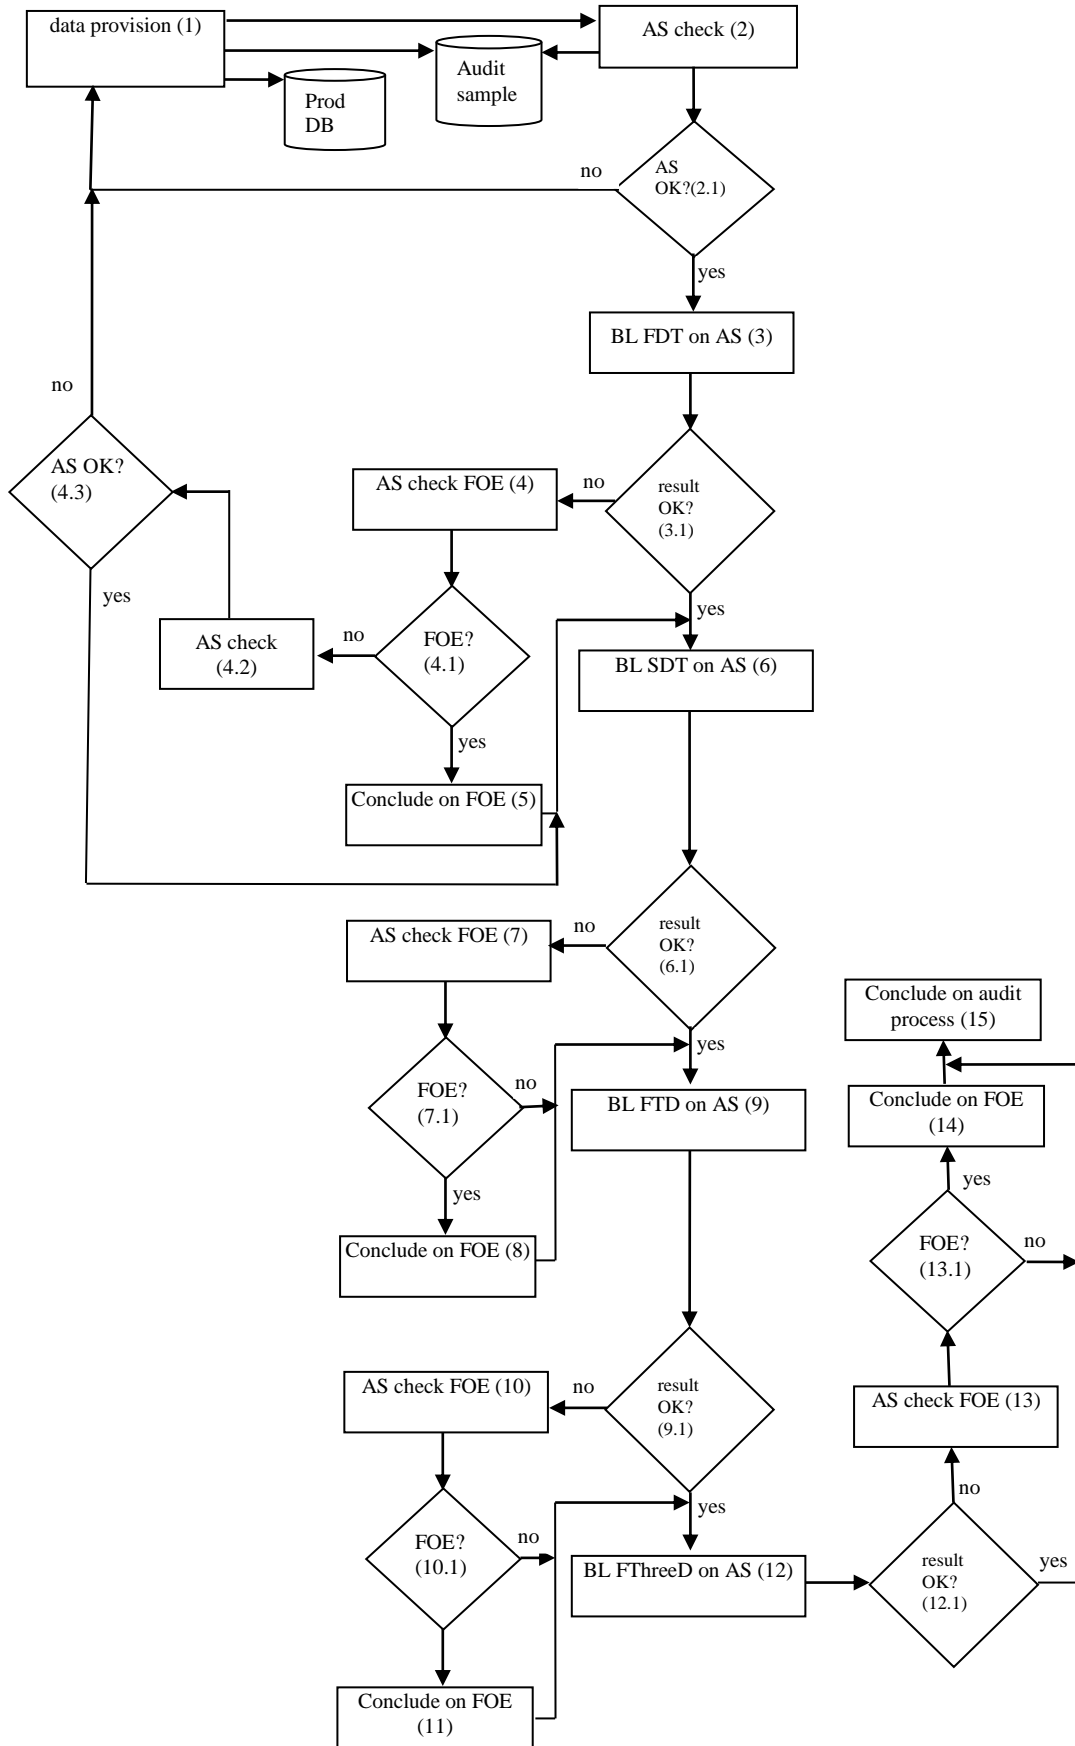 data provision (1)
AS check (2)
Audit
sample
Prod
DB
AS
OK?(2.1)
no
yes
BL FDT on AS (3)
no
AS OK?
(4.3)
AS check FOE (4)
no
result
OK?
(3.1)
yes
yes
AS check
(4.2)
no
FOE?
(4.1)
BL SDT on AS (6)
yes
Conclude on FOE (5)
AS check FOE (7)
no
result
OK?
(6.1)
yes
Conclude on audit
process (15)
FOE?
(7.1)
no
BL FTD on AS (9)
Conclude on FOE
(14)
yes
yes
Conclude on FOE (8)
FOE?
(13.1)
no
AS check FOE (10)
no
result
OK?
(9.1)
AS check FOE (13)
no
yes
FOE?
(10.1)
no
BL FThreeD on AS (12)
result
OK?
(12.1)
yes
Conclude on FOE
(11)